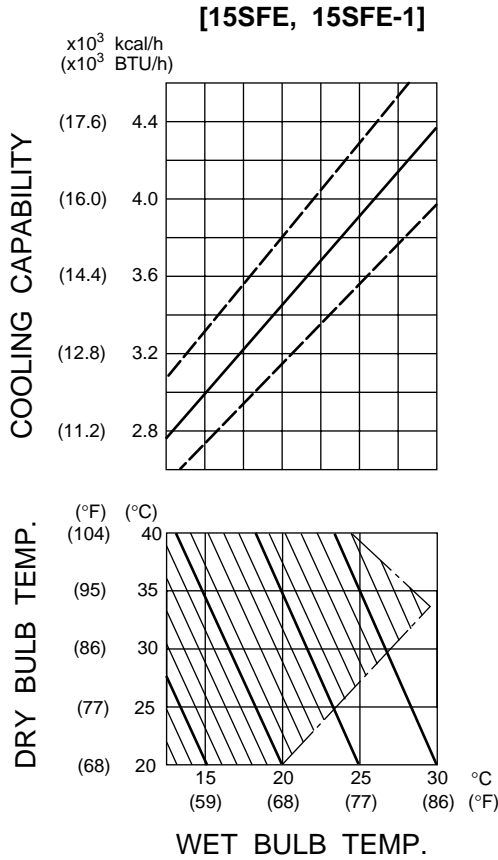 [15SFE, 15SFE-1]
x10³ kcal/h
(x10³ BTU/h)
COOLING CAPABILITY
(17.6) 4.4
(16.0) 4.0
(14.4) 3.6
(12.8) 3.2
(11.2) 2.8
DRY BULB TEMP.
(°F) (°C)
(104) 40
(95) 35
(86) 30
(77) 25
(68) 20
15 20 25 30 °C
(59) (68) (77) (86) (°F)
WET BULB TEMP.